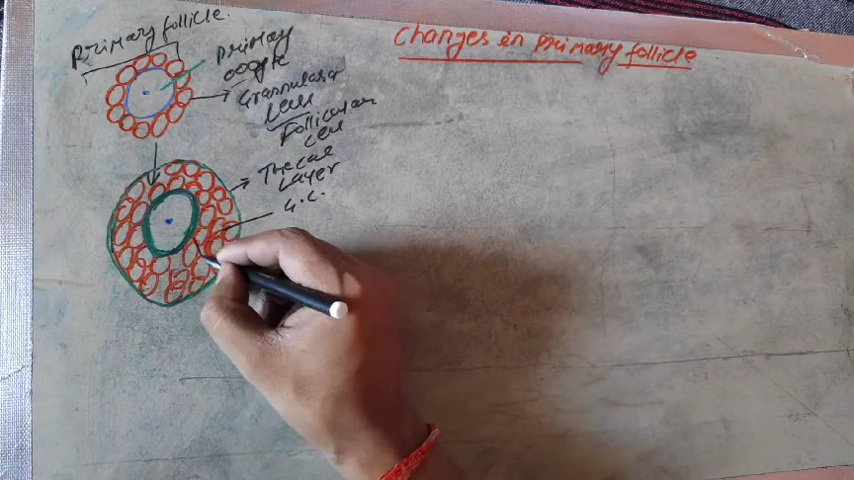 Primary follicle.
Changes in primary follicle
Primary
oocyte
Granulosa
Cell
Follicular
cell
Thecal
Layer
G.C.